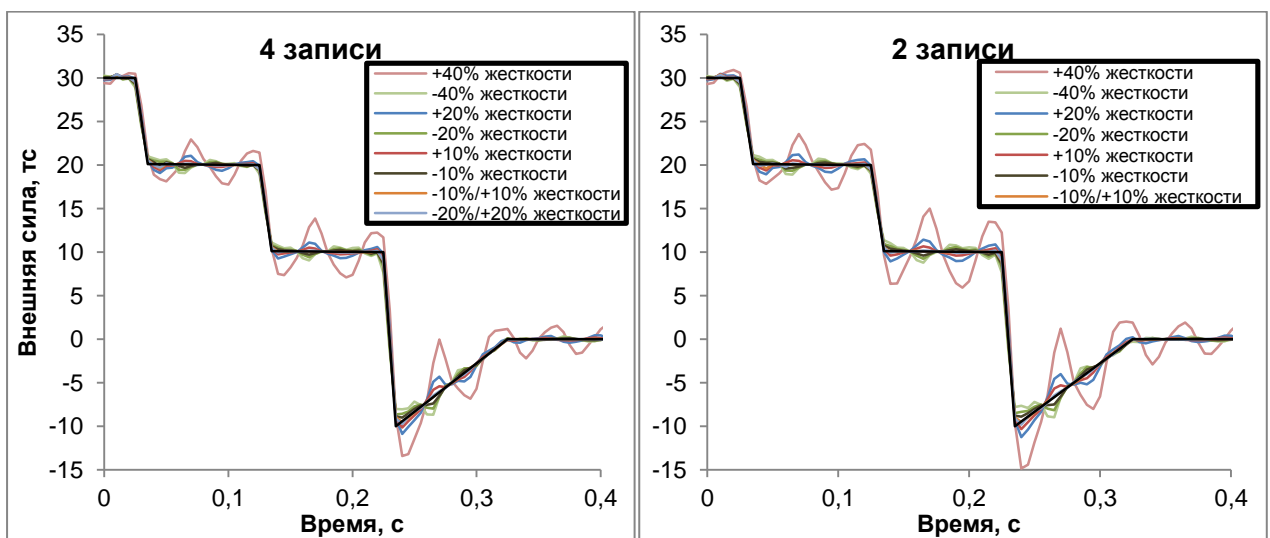 4 записи
+40% жесткости
-40% жесткости
+20% жесткости
-20% жесткости
+10% жесткости
-10% жесткости
-10%/+10% жесткости
-20%/+20% жесткости
Внешняя сила, тс
35
30
25
20
15
10
5
0
-5
-10
-15
0
0,1
0,2
0,3
0,4
Время, с
2 записи
+40% жесткости
-40% жесткости
+20% жесткости
-20% жесткости
+10% жесткости
-10% жесткости
-10%/+10% жесткости
35
30
25
20
15
10
5
0
-5
-10
-15
0
0,1
0,2
0,3
0,4
Время, с